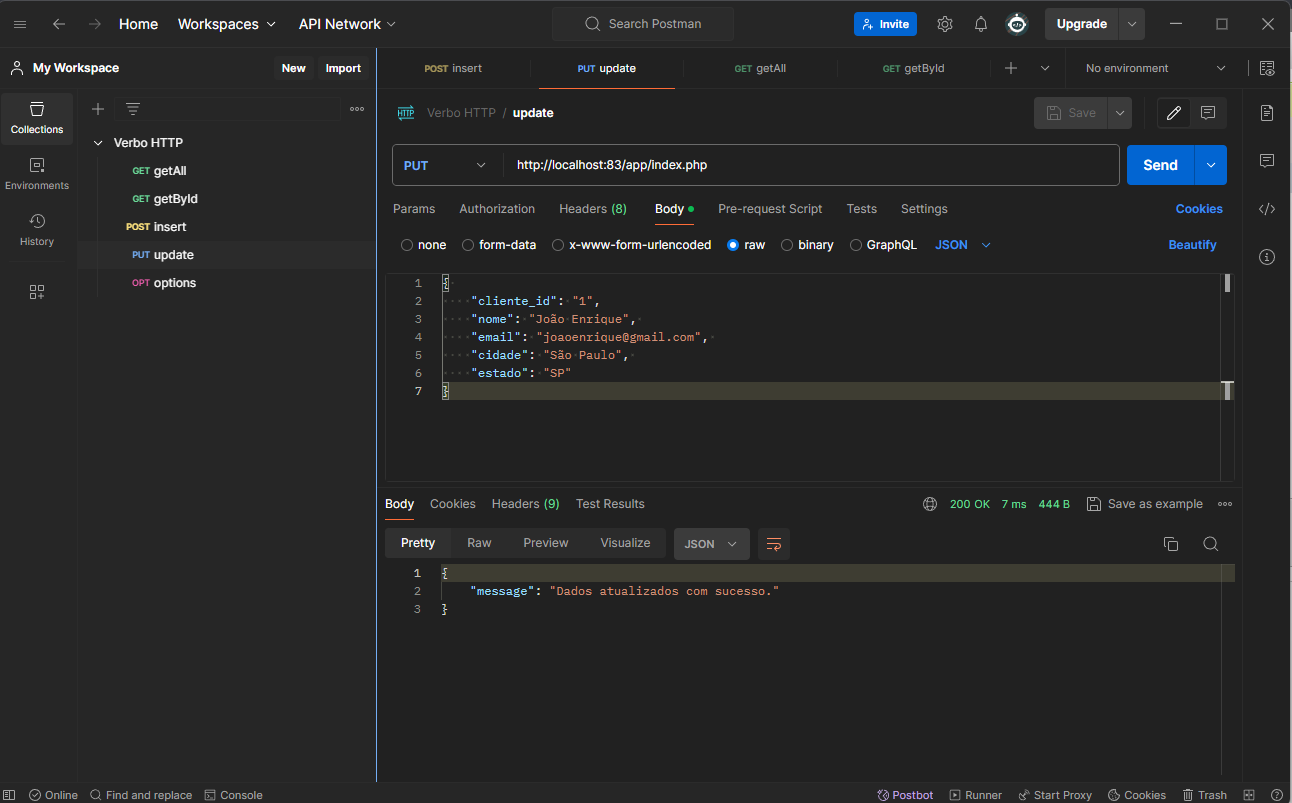 Home Workspaces API Network Search Postman Invite Upgrade
My Workspace New Import
POST insert PUT update GET getAll GET getById No environment
Collections
Environments
History
Verbo HTTP
GET getAll
GET getById
POST insert
PUT update
OPT options
HTTP Verbo HTTP / update Save
PUT http://localhost:83/app/index.php Send
Params Authorization Headers (8) Body Pre-request Script Tests Settings Cookies
none form-data x-www-form-urlencoded raw binary GraphQL JSON Beautify
1 {
2 "cliente_id": "1",
3 "nome": "João Enrique",
4 "email": "joaoenrique@gmail.com",
5 "cidade": "São Paulo",
6 "estado": "SP"
7 }
Body Cookies Headers (9) Test Results 200 OK 7 ms 444 B Save as example
Pretty Raw Preview Visualize JSON
1 {
2 "message": "Dados atualizados com sucesso."
3 }
Online Find and replace Console Postbot Runner Start Proxy Cookies Trash